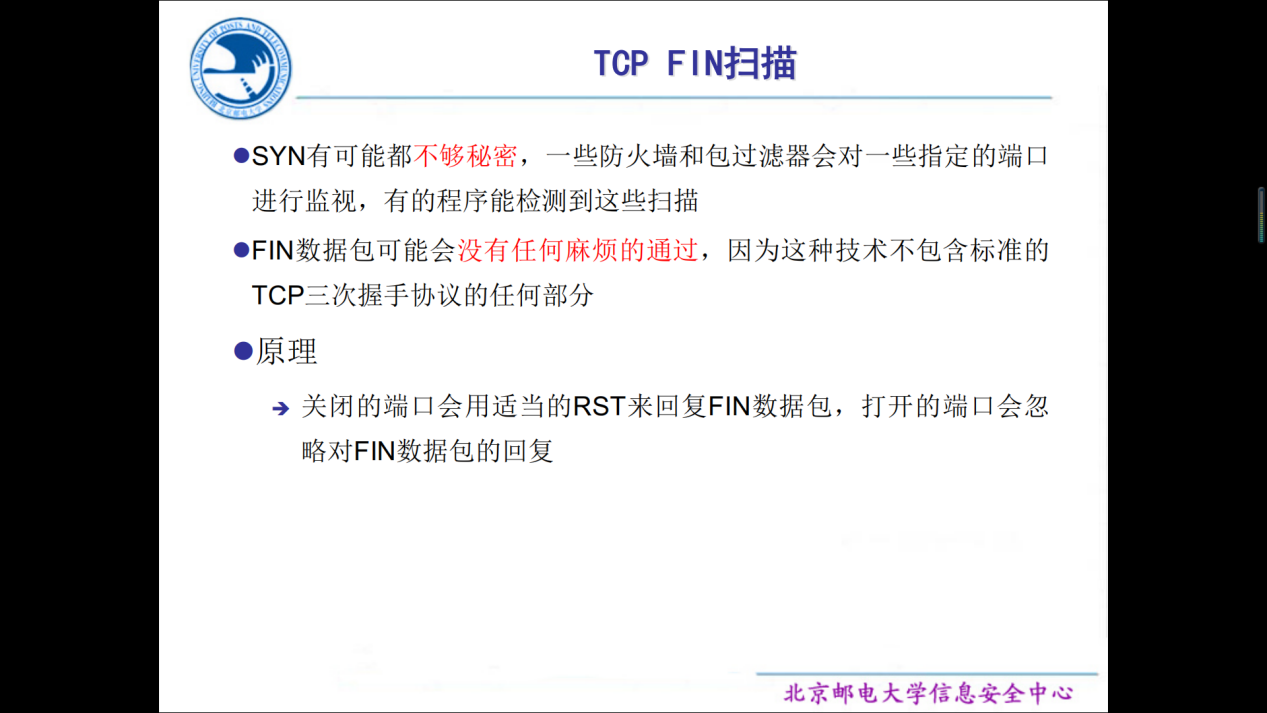 TCP FIN扫描
SYN有可能都不够秘密，一些防火墙和包过滤器会对一些指定的端口
进行监视，有的程序能检测到这些扫描
FIN数据包可能会没有任何麻烦的通过，因为这种技术不包含标准的
TCP三次握手协议的任何部分
原理
关闭的端口会用适当的RST来回复FIN数据包，打开的端口会忽
略对FIN数据包的回复
北京邮电大学信息安全中心